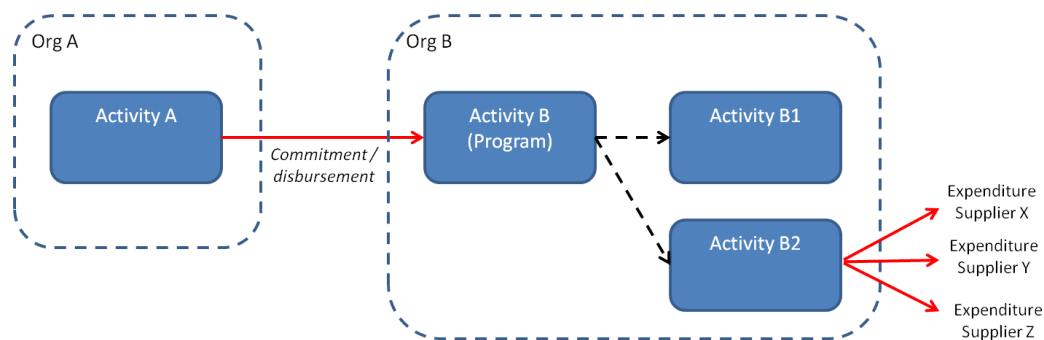 Org A
Activity A
Commitment /
disbursement
Org B
Activity B
(Program)
Activity B1
Activity B2
Expenditure
Supplier X
Expenditure
Supplier Y
Expenditure
Supplier Z